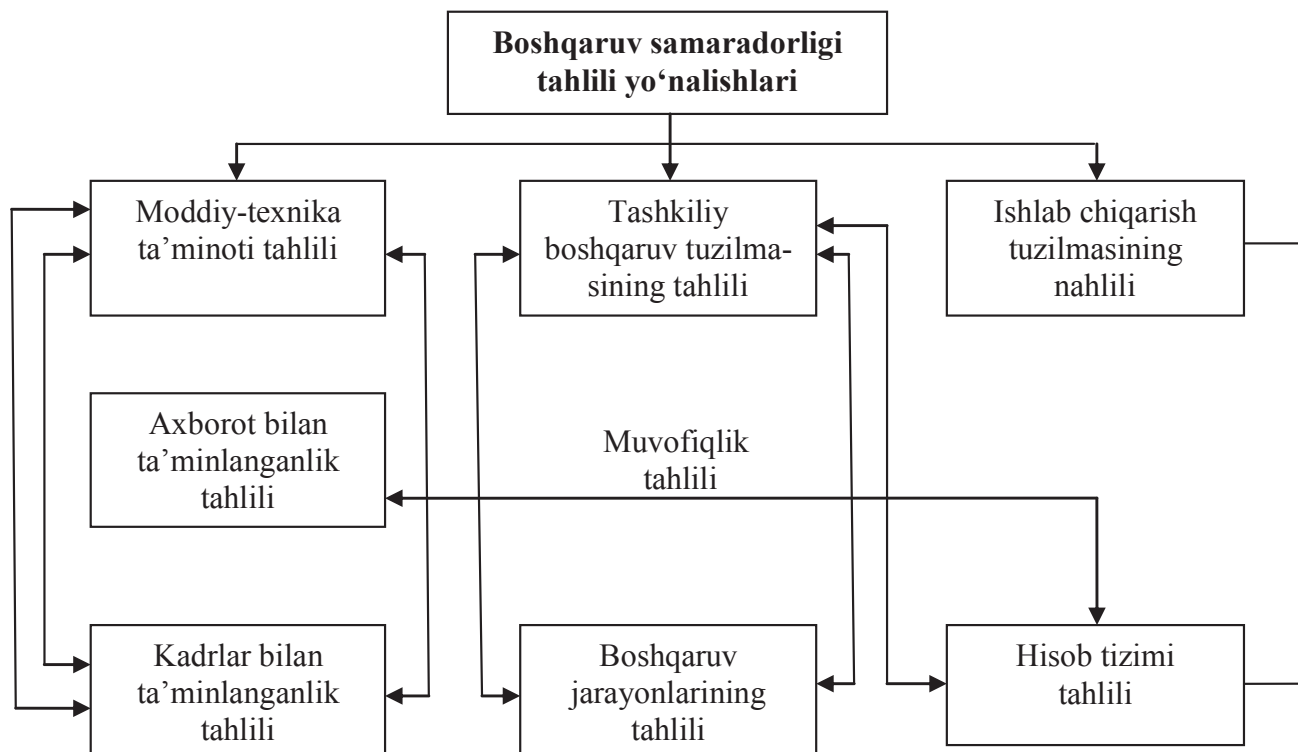 Boshqaruv samaradorligi
tahlili yo‘nalishlari
Moddiy-texnika
ta’minoti tahlili
Tashkiliy
boshqaruv tuzilma-
sining tahlili
Ishlab chiqarish
tuzilmasining
nahlili
Axborot bilan
ta’minlanganlik
tahlili
Muvofiqlik
tahlili
Kadrlar bilan
ta’minlanganlik
tahlili
Boshqaruv
jarayonlarining
tahlili
Hisob tizimi
tahlili